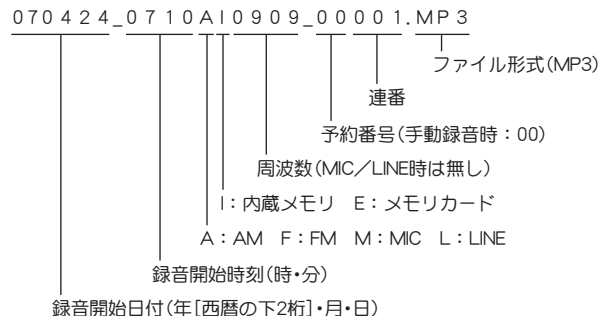 070424_0710AI0909_00001.MP3
ファイル形式(MP3)
連番
予約番号(手動録音時：00)
周波数(MIC／LINE時は無し)
I：内蔵メモリ E：メモリカード
A：AM F：FM M：MIC L：LINE
録音開始時刻(時・分)
録音開始日付(年[西暦の下2桁]・月・日)